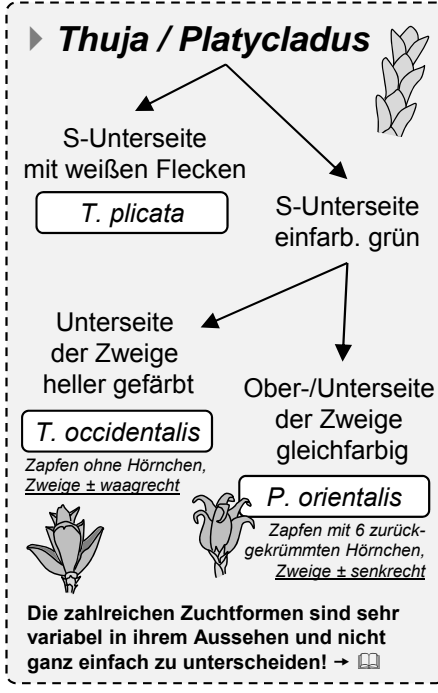 Thuja / Platycladus
S-Unterseite
mit weißen Flecken
T. plicata
S-Unterseite
einfarb. grün
Unterseite
der Zweige
heller gefärbt
T. occidentalis
Zapfen ohne Hörnchen,
Zweige ± waagrecht
Ober-/Unterseite
der Zweige
gleichfarbig
P. orientalis
Zapfen mit 6 zurück-
gekrümmten Hörnchen,
Zweige ± senkrecht
Die zahlreichen Zuchtformen sind sehr
variabel in ihrem Aussehen und nicht
ganz einfach zu unterscheiden! → 🕮